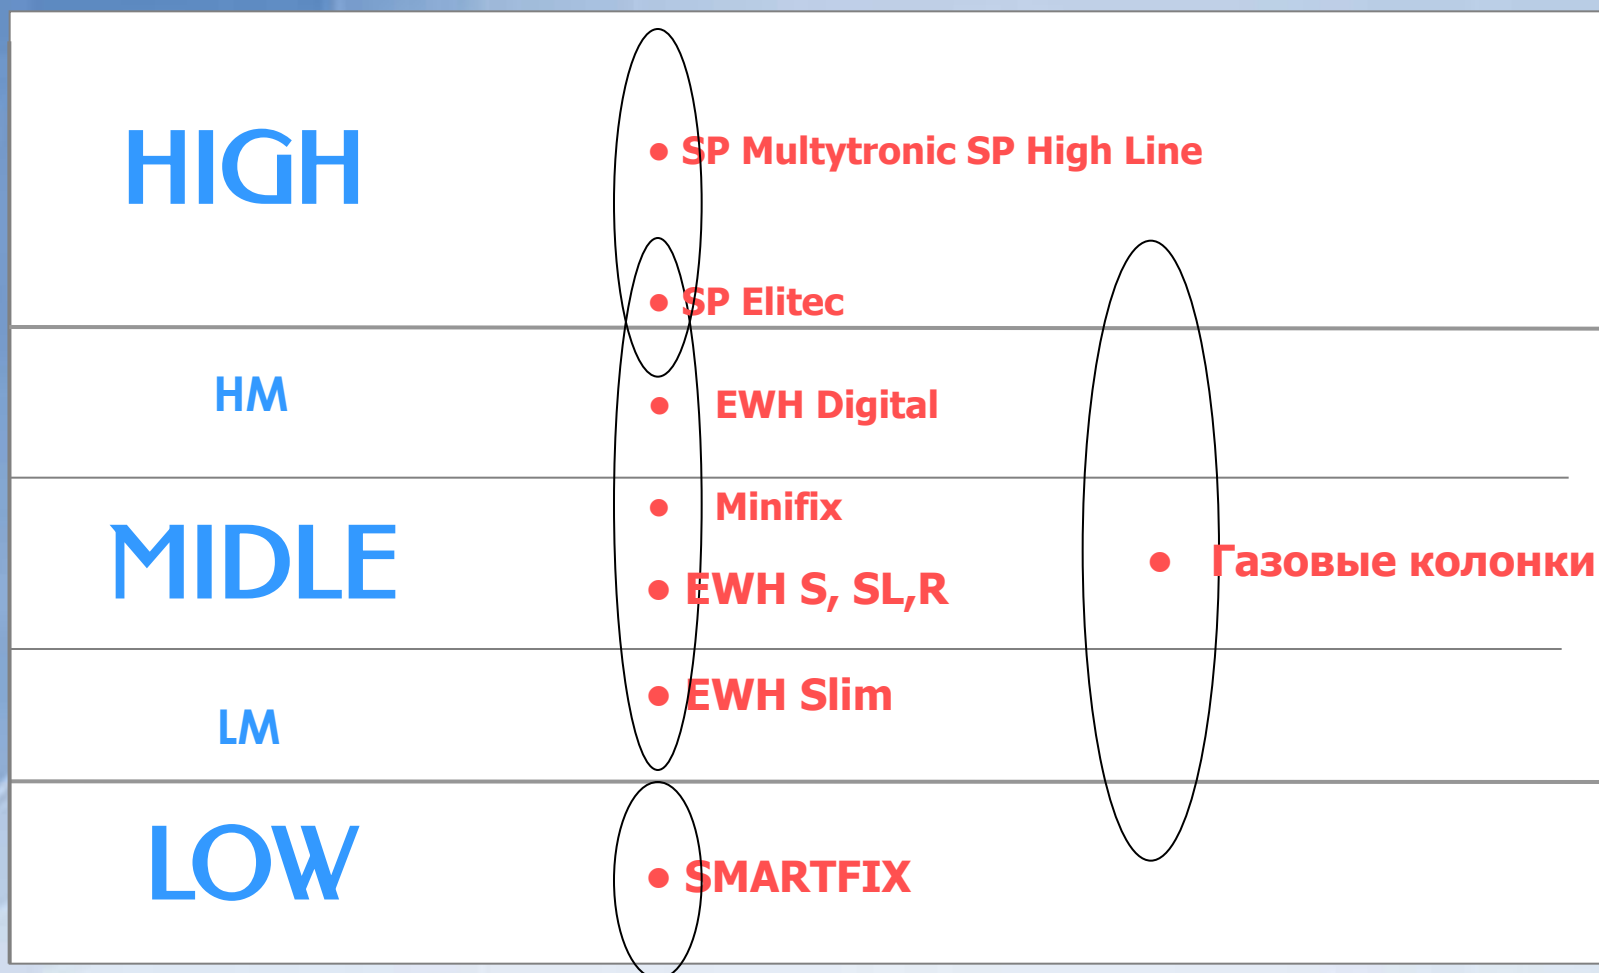 HIGH
• SP Multytronic SP High Line
• SP Elitec
HM
• EWH Digital
• Minifix
MIDLE
• EWH S, SL,R
• Газовые колонки
• EWH Slim
LM
LOW
• SMARTFIX